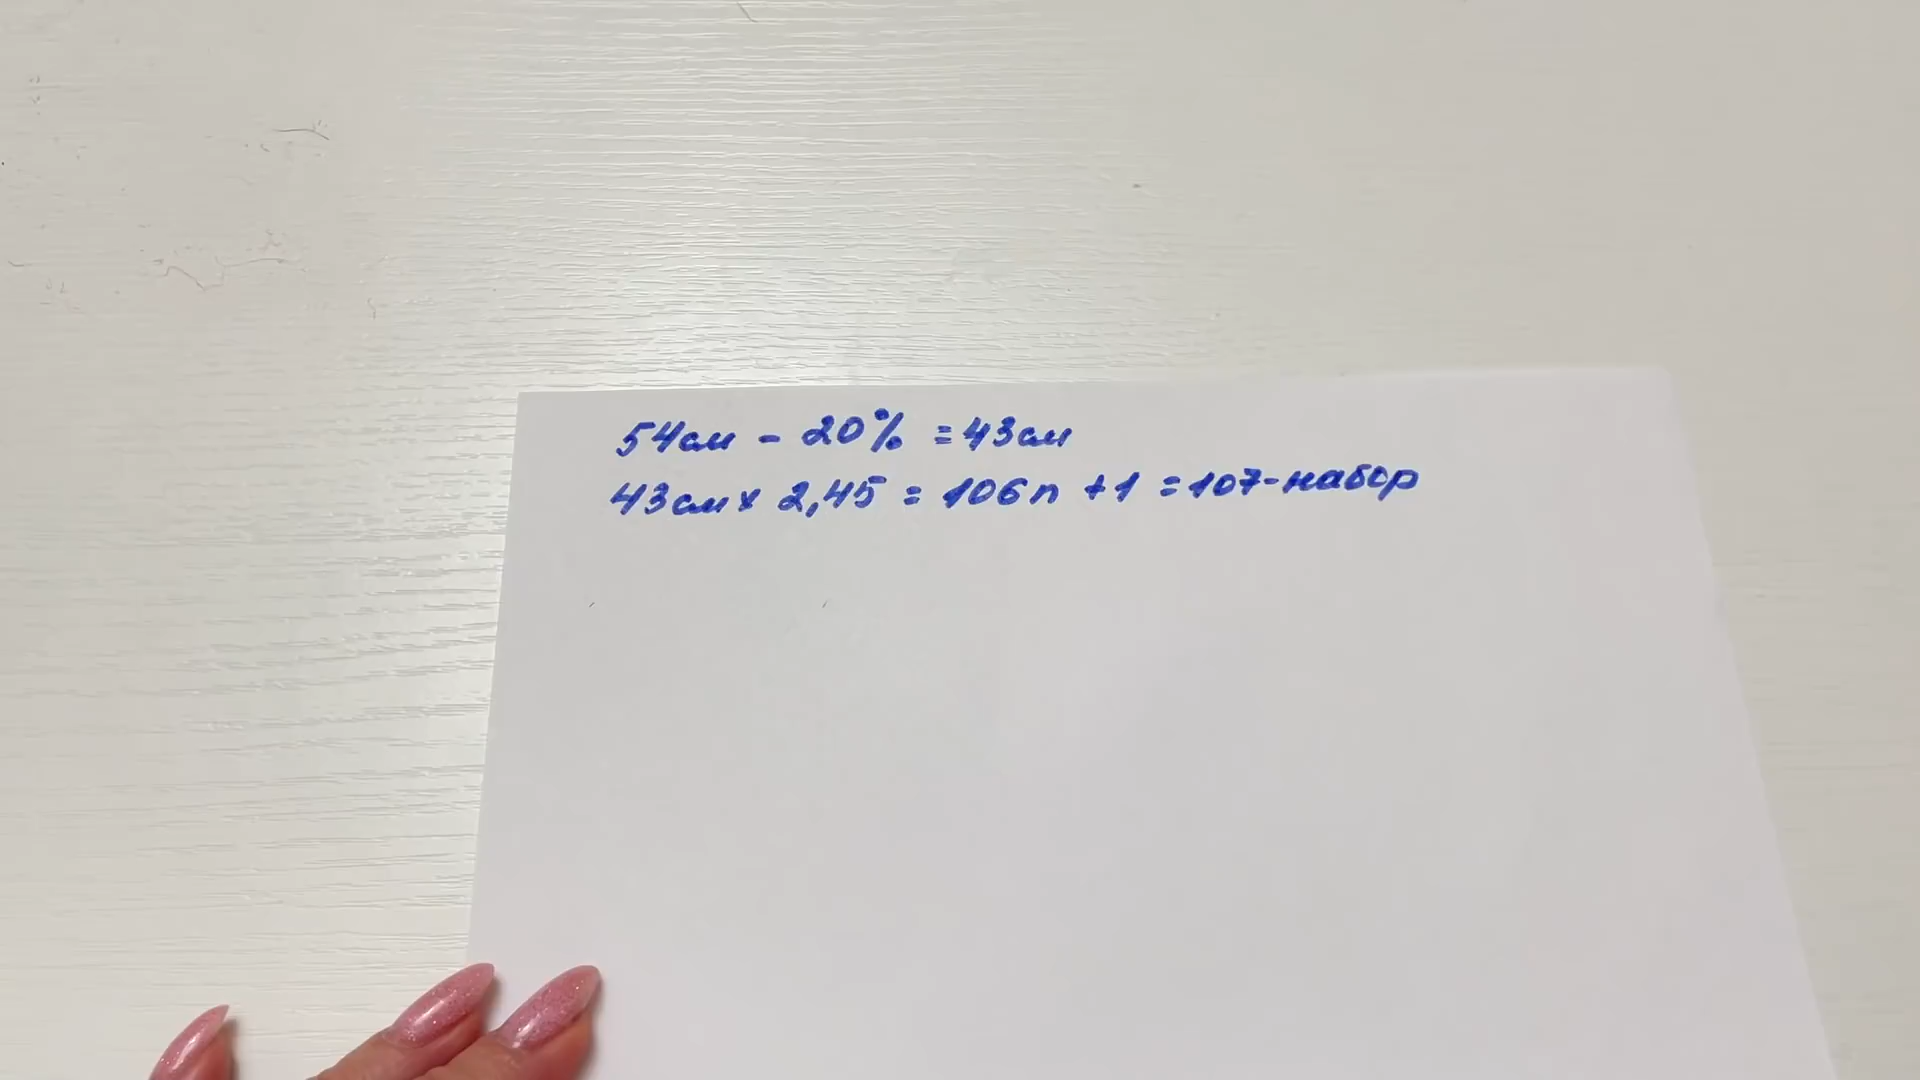 54см - 20% = 43см
43см х 2,45 = 106п + 1 = 107-набор